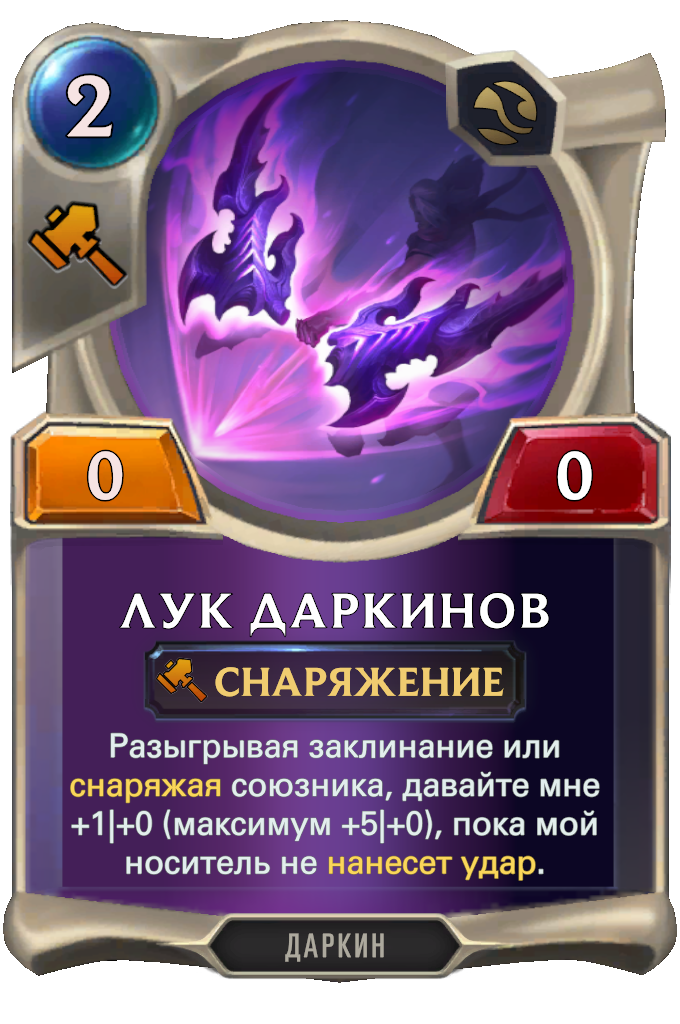 2
0
0
ЛУК ДАРКИНОВ
СНАРЯЖЕНИЕ
Разыгрывая заклинание или
снаряжая союзника, давайте мне
+1|+0 (максимум +5|+0), пока мой
носитель не нанесет удар.
ДАРКИН